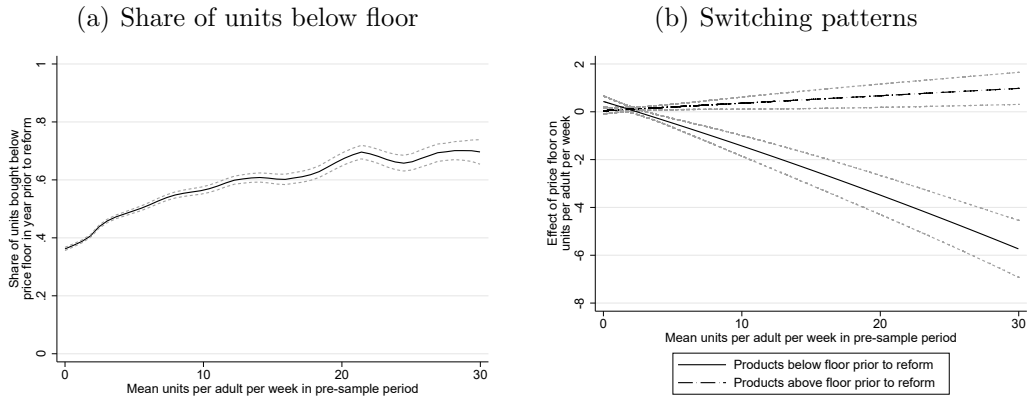 (a) Share of units below floor
Share of units bought below
price floor in year prior to reform
1
.8
.6
.4
.2
0
0 10 20 30
Mean units per adult per week in pre-sample period
(b) Switching patterns
Effect of price floor on
units per adult per week
2
0
-2
-4
-6
-8
0 10 20 30
Mean units per adult per week in pre-sample period
Products below floor prior to reform
Products above floor prior to reform